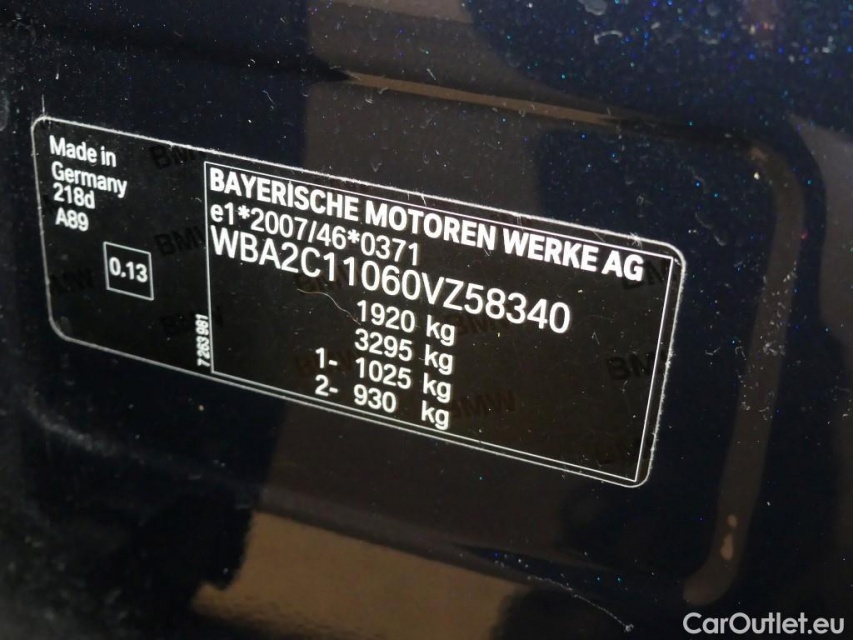 Made in
Germany
218d
A89
0.13
7 263 981
BAYERISCHE MOTOREN WERKE AG
e1*2007/46*0371
WBA2C11060VZ58340
1920 kg
3295 kg
1- 1025 kg
2- 930 kg
CarOutlet.eu